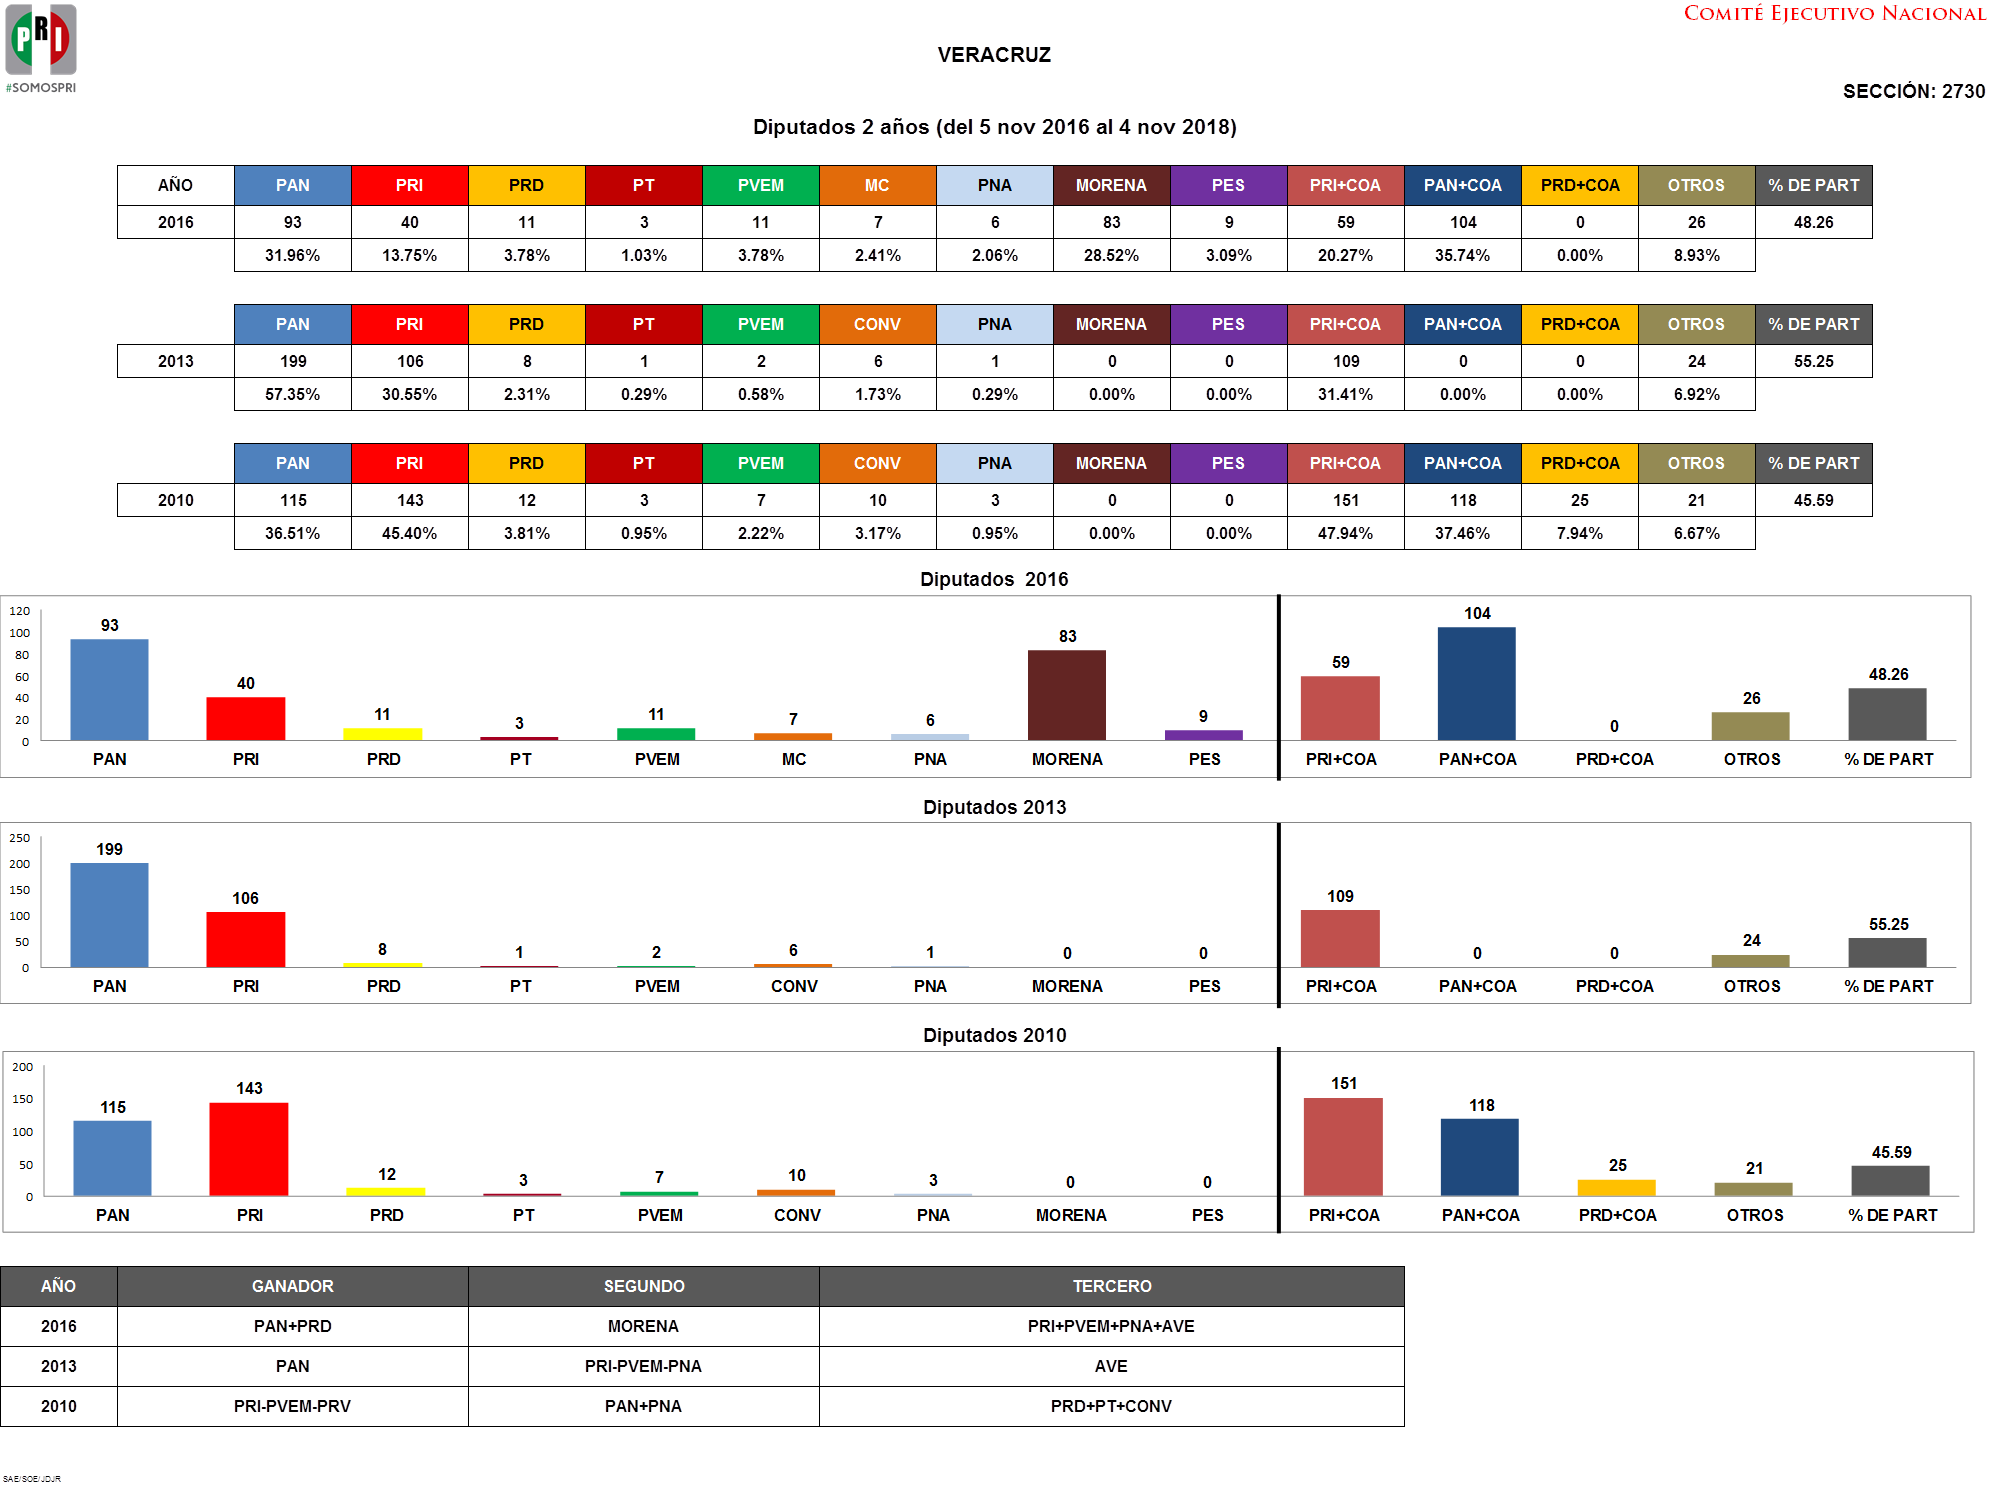 PRI
#SOMOSPRI
COMITÉ EJECUTIVO NACIONAL
VERACRUZ
SECCIÓN: 2730
Diputados 2 años (del 5 nov 2016 al 4 nov 2018)
AÑO PAN PRI PRD PT PVEM MC PNA MORENA PES PRI+COA PAN+COA PRD+COA OTROS % DE PART
2016 93 40 11 3 11 7 6 83 9 59 104 0 26 48.26
31.96% 13.75% 3.78% 1.03% 3.78% 2.41% 2.06% 28.52% 3.09% 20.27% 35.74% 0.00% 8.93%
PAN PRI PRD PT PVEM CONV PNA MORENA PES PRI+COA PAN+COA PRD+COA OTROS % DE PART
2013 199 106 8 1 2 6 1 0 0 109 0 0 24 55.25
57.35% 30.55% 2.31% 0.29% 0.58% 1.73% 0.29% 0.00% 0.00% 31.41% 0.00% 0.00% 6.92%
PAN PRI PRD PT PVEM CONV PNA MORENA PES PRI+COA PAN+COA PRD+COA OTROS % DE PART
2010 115 143 12 3 7 10 3 0 0 151 118 25 21 45.59
36.51% 45.40% 3.81% 0.95% 2.22% 3.17% 0.95% 0.00% 0.00% 47.94% 37.46% 7.94% 6.67%
Diputados 2016
120
100
80
60
40
20
0
93 40 11 3 11 7 6 83 9 59 104 0 26 48.26
PAN PRI PRD PT PVEM MC PNA MORENA PES PRI+COA PAN+COA PRD+COA OTROS % DE PART
Diputados 2013
250
200
150
100
50
0
199 106 8 1 2 6 1 0 0 109 0 0 24 55.25
PAN PRI PRD PT PVEM CONV PNA MORENA PES PRI+COA PAN+COA PRD+COA OTROS % DE PART
Diputados 2010
200
150
100
50
0
115 143 12 3 7 10 3 0 0 151 118 25 21 45.59
PAN PRI PRD PT PVEM CONV PNA MORENA PES PRI+COA PAN+COA PRD+COA OTROS % DE PART
AÑO GANADOR SEGUNDO TERCERO
2016 PAN+PRD MORENA PRI+PVEM+PNA+AVE
2013 PAN PRI-PVEM-PNA AVE
2010 PRI-PVEM-PRV PAN+PNA PRD+PT+CONV
SAE/SOE/JDJR